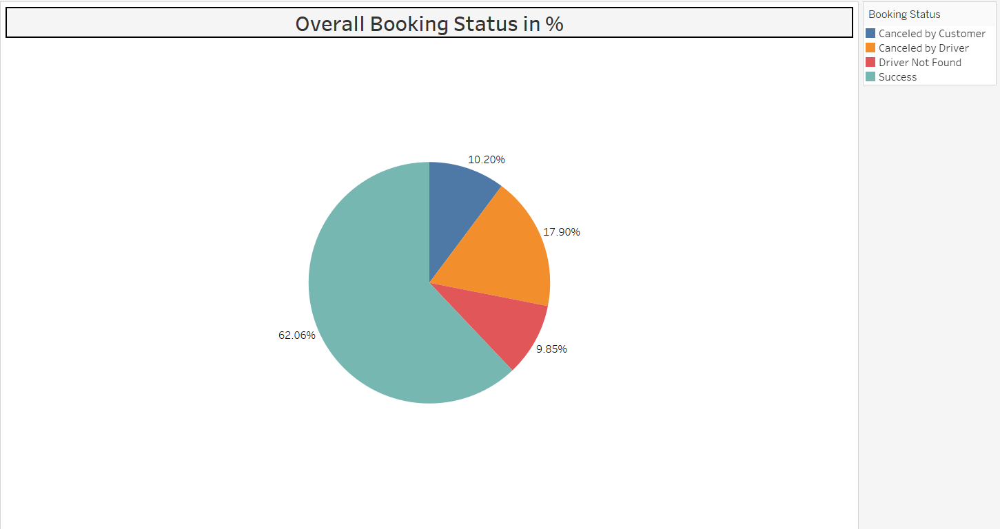 Overall Booking Status in %
Booking Status
Canceled by Customer
Canceled by Driver
Driver Not Found
Success
10.20%
17.90%
62.06%
9.85%